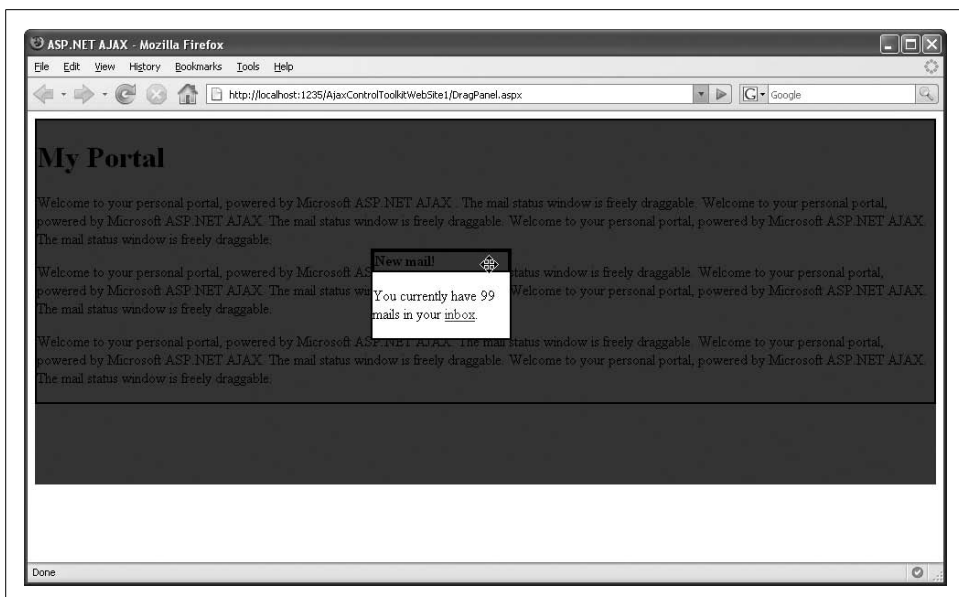 ASP.NET AJAX - Mozilla Firefox
File Edit View History Bookmarks Tools Help
http://localhost:1235/AjaxControlToolkitWebSite1/DragPanel.aspx
G Google
My Portal
Welcome to your personal portal, powered by Microsoft ASP.NET AJAX . The mail status window is freely draggable. Welcome to your personal portal,
powered by Microsoft ASP.NET AJAX. The mail status window is freely draggable. Welcome to your personal portal, powered by Microsoft ASP.NET AJAX.
The mail status window is freely draggable.
New mail!
You currently have 99
mails in your inbox.
Welcome to your personal portal, powered by Microsoft AS status window is freely draggable. Welcome to your personal portal,
powered by Microsoft ASP.NET AJAX. The mail status Welcome to your personal portal, powered by Microsoft ASP.NET AJAX.
The mail status window is freely draggable.
Welcome to your personal portal, powered by Microsoft ASP.NET AJAX. The mail status window is freely draggable. Welcome to your personal portal,
powered by Microsoft ASP.NET AJAX. The mail status window is freely draggable. Welcome to your personal portal, powered by Microsoft ASP.NET AJAX.
The mail status window is freely draggable.
Done